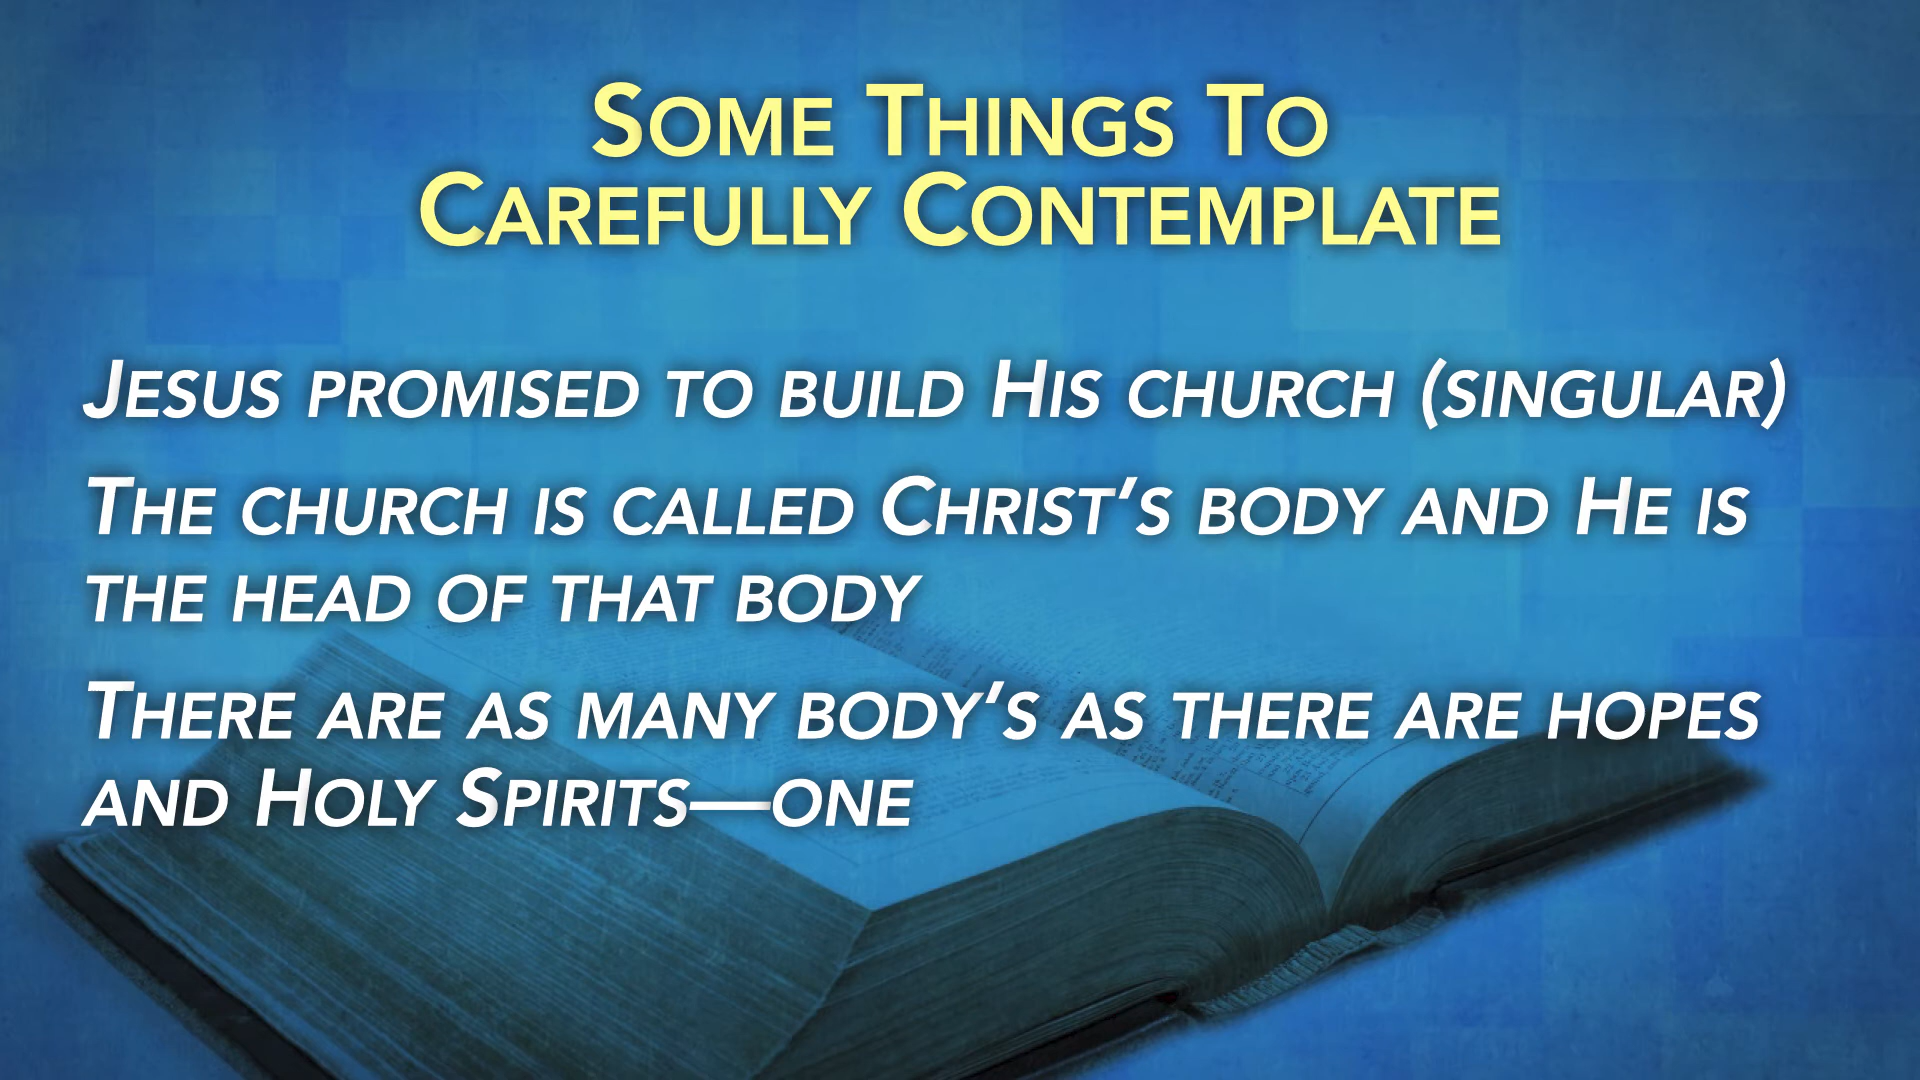 Some Things To
Carefully Contemplate
Jesus promised to build His church (singular)
The church is called Christ’s body and He is
the head of that body
There are as many body’s as there are hopes
and Holy Spirits—one